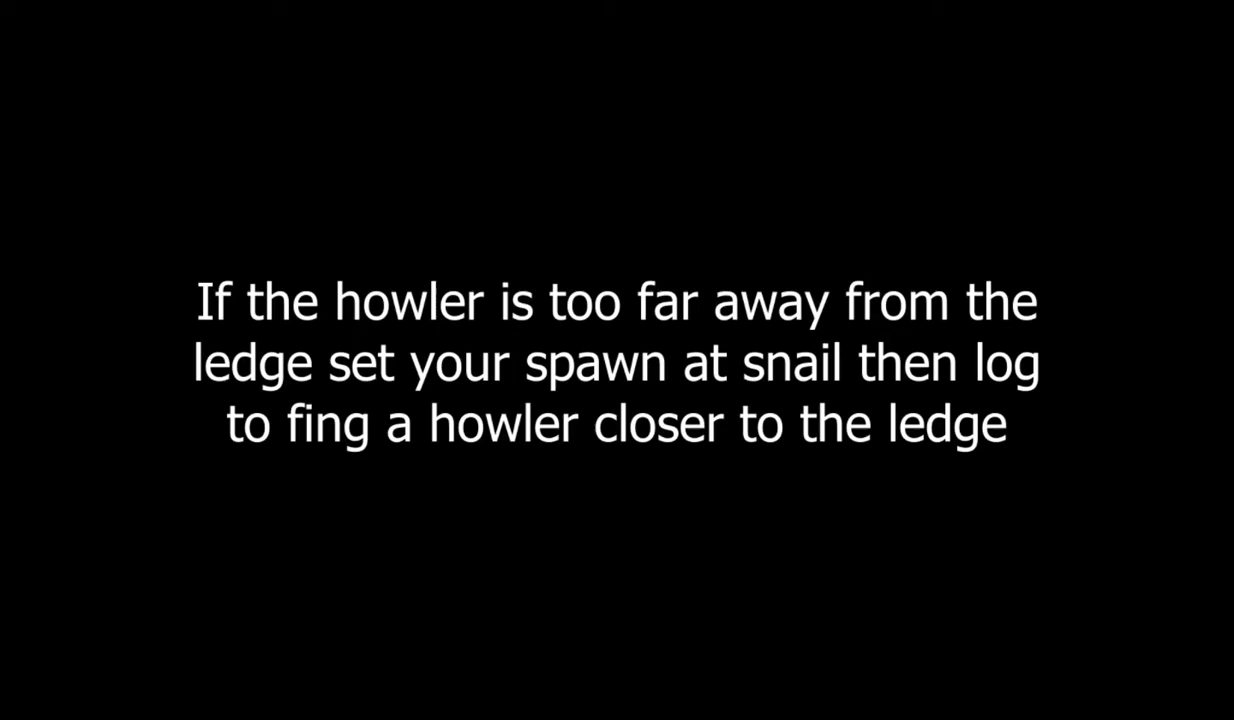 If the howler is too far away from the
ledge set your spawn at snail then log
to fing a howler closer to the ledge